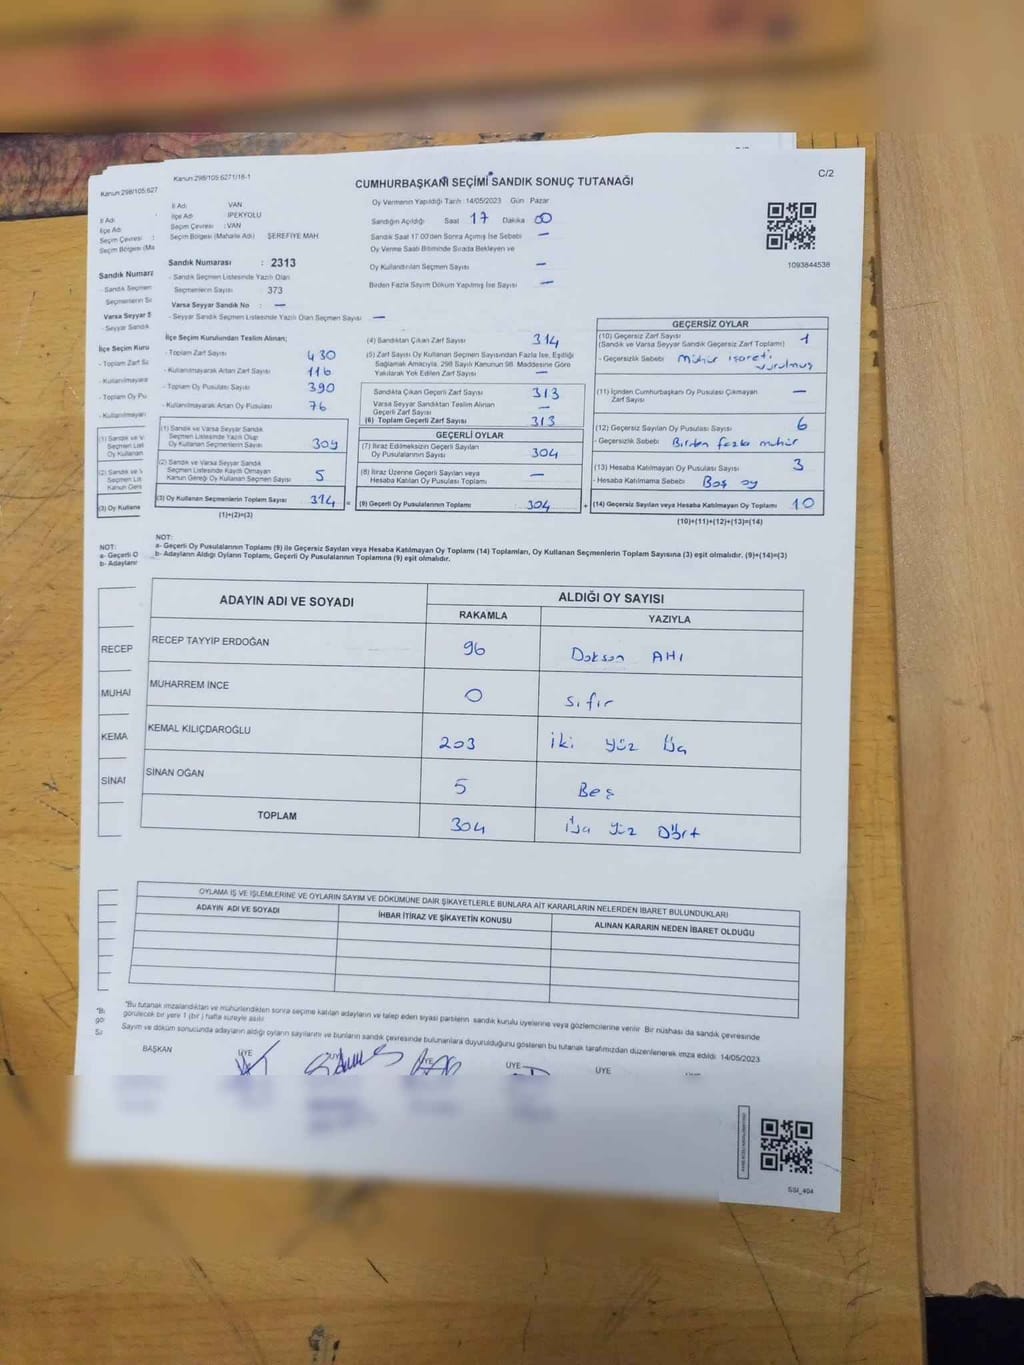 Kanun:298/105:6271/16-1
CUMHURBAŞKANI SEÇİMİ SANDIK SONUÇ TUTANAĞI
C/2
İl Adı VAN
İlçe Adı İPEKYOLU
Seçim Çevresi :VAN
Seçim Bölgesi (Mahalle Adı) ŞEREFİYE MAH
Sandık Numarası : 2313
- Sandık Seçmen Listesinde Yazılı Olan
Seçmenlerin Sayısı : 373
Varsa Seyyar Sandık No : —
- Seyyar Sandık Seçmen Listesinde Yazılı Olan Seçmen Sayısı —
Oy Vermenin Yapıldığı Tarih :14/05/2023 Gün Pazar
Sandığın Açıldığı Saat 17 Dakika 00
Sandık Saat 17.00'den Sonra Açılmış İse Sebebi —
Oy Verme Saati Bitiminde Sırada Bekleyen ve
Oy Kullandırılan Seçmen Sayısı —
Birden Fazla Sayım Döküm Yapılmış İse Sayısı —
1093844538
İlçe Seçim Kurulundan Teslim Alınan;
- Toplam Zarf Sayısı 430
- Kullanılmayarak Artan Zarf Sayısı 116
- Toplam Oy Pusulası Sayısı 390
- Kullanılmayarak Artan Oy Pusulası 76
(1) Sandık ve Varsa Seyyar Sandık
Seçmen Listesinde Yazılı Olup
Oy Kullanan Seçmenlerin Sayısı 309
(2) Sandık ve Varsa Seyyar Sandık
Seçmen Listesinde Kaydı Olmayan
Kanun Gereği Oy Kullanan Seçmen Sayısı 5
(3) Oy Kullanan Seçmenlerin Toplam Sayısı 314 =
(1)+(2)=(3)
(4) Sandıktan Çıkan Zarf Sayısı 314
(5) Zarf Sayısı Oy Kullanan Seçmen Sayısından Fazla İse, Eşitliği
Sağlamak Amacıyla, 298 Sayılı Kanunun 98. Maddesine Göre
Yakılarak Yok Edilen Zarf Sayısı —
Sandıkta Çıkan Geçerli Zarf Sayısı 313
Varsa Seyyar Sandıktan Teslim Alınan
Geçerli Zarf Sayısı —
(6) Toplam Geçerli Zarf Sayısı 313
GEÇERLİ OYLAR
(7) İtiraz Edilmeksizin Geçerli Sayılan
Oy Pusulası Sayısı 304
(8) İtiraz Üzerine Geçerli Sayılan veya
Hesaba Katılan Oy Pusulası Toplamı —
(9) Geçerli Oy Pusulalarının Toplamı : 304 +
GEÇERSİZ OYLAR
(10) Geçersiz Zarf Sayısı 1
(Sandık ve Varsa Seyyar Sandık Geçersiz Zarf Toplamı)
- Geçersizlik Sebebi Mühür işareti
vurulmuş
(11) İçinden Cumhurbaşkanı Oy Pusulası Çıkmayan
Zarf Sayısı —
(12) Geçersiz Sayılan Oy Pusulası Sayısı 6
- Geçersizlik Sebebi Birden fazla mühür
(13) Hesaba Katılmayan Oy Pusulası Sayısı 3
- Hesaba Katılmama Sebebi Boş oy
(14) Geçersiz Sayılan veya Hesaba Katılmayan Oy Toplamı 10
(10)+(11)+(12)+(13)=(14)
NOT:
a- Geçerli Oy Pusulalarının Toplamı (9) ile Geçersiz Sayılan veya Hesaba Katılmayan Oy Toplamı (14) Toplamları, Oy Kullanan Seçmenlerin Toplam Sayısına (3) eşit olmalıdır. (9)+(14)=(3)
b- Adayların Aldığı Oyların Toplamı, Geçerli Oy Pusulalarının Toplamına (9) eşit olmalıdır.
ADAYIN ADI VE SOYADI ALDIĞI OY SAYISI
RAKAMLA YAZIYLA
RECEP TAYYİP ERDOĞAN 96 Doksan AHı
MUHARREM İNCE 0 sıfır
KEMAL KILIÇDAROĞLU 203 iki yüz üç
SİNAN OĞAN 5 Beş
TOPLAM 304 üç yüz Dört
OYLAMA İŞ VE İŞLEMLERİNE VE OYLARIN SAYIM VE DÖKÜMÜNE DAİR ŞİKAYETLERLE BUNLARA AİT KARARLARIN NELERDEN İBARET BULUNDUKLARI
ADAYIN ADI VE SOYADI İHBAR İTİRAZ VE ŞİKAYETİN KONUSU ALINAN KARARIN NEDEN İBARET OLDUĞU
"Bu tutanak imzalandıktan ve mühürlendikten sonra seçime katılan adayların ve talep eden siyasi partilerin sandık kurulu üyelerine veya gözlemcilerine verilir. Bir nüshası da sandık çevresinde
görülecek bir yere 1 (bir) hafta süreyle asılır.
Sayım ve döküm sonucunda adayların aldığı oyların sayılarını ve bunların sandık çevresinde bulunanlara duyurulduğunu gösteren bu tutanak tarafımızdan düzenlenerek imza edildi. 14/05/2023
BAŞKAN ÜYE ÜYE ÜYE ÜYE ÜYE
SSİ_404